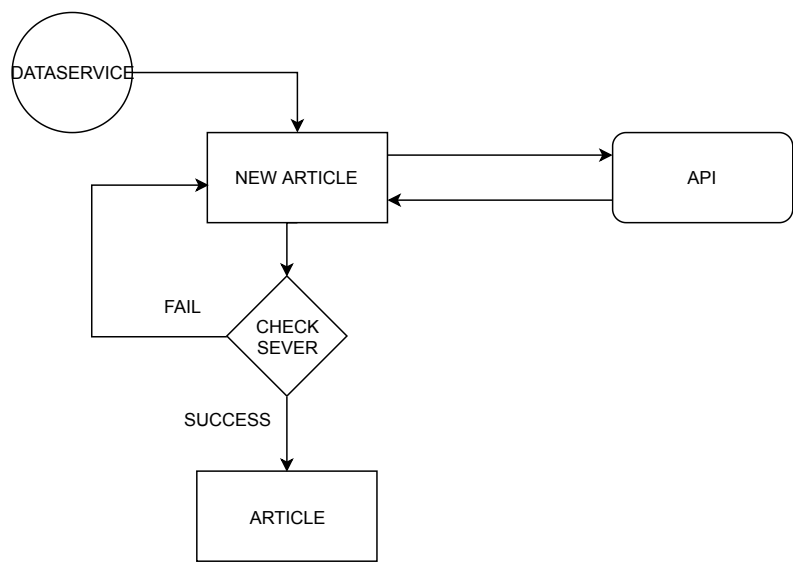 DATASERVICE
NEW ARTICLE
API
FAIL
CHECK
SEVER
SUCCESS
ARTICLE